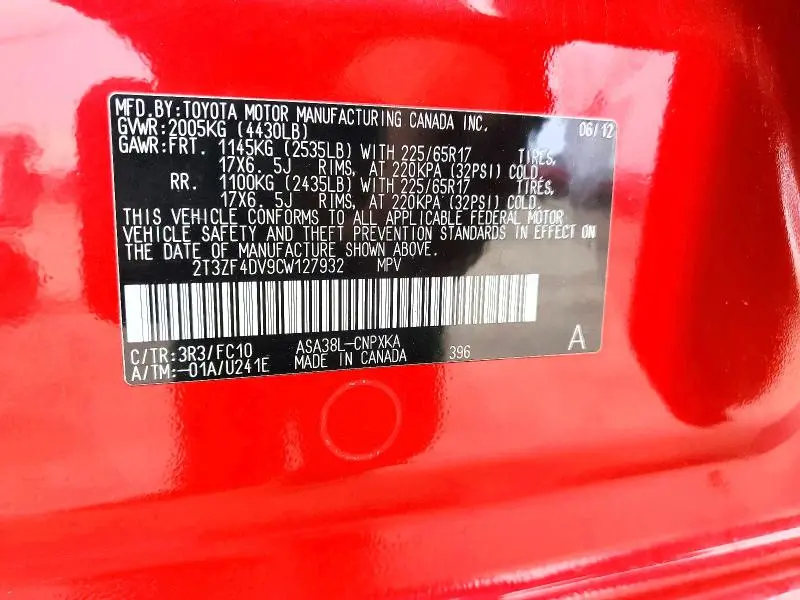 MFD.BY:TOYOTA MOTOR MANUFACTURING CANADA INC.
GVWR:2005KG (4430LB) 06/12
GAWR:FRT. 1145KG (2535LB) WITH 225/65R17 TIRES,
17X6.5J RIMS, AT 220KPA (32PSI) COLD.
RR. 1100KG (2435LB) WITH 225/65R17 TIRES,
17X6.5J RIMS, AT 220KPA (32PSI) COLD.
THIS VEHICLE CONFORMS TO ALL APPLICABLE FEDERAL MOTOR
VEHICLE SAFETY AND THEFT PREVENTION STANDARDS IN EFFECT ON
THE DATE OF MANUFACTURE SHOWN ABOVE.
2T3ZF4DV9CW127932 MPV
C/TR:3R3/FC10 ASA38L-CNPXKA 396 A
A/TM:-01A/U241E MADE IN CANADA